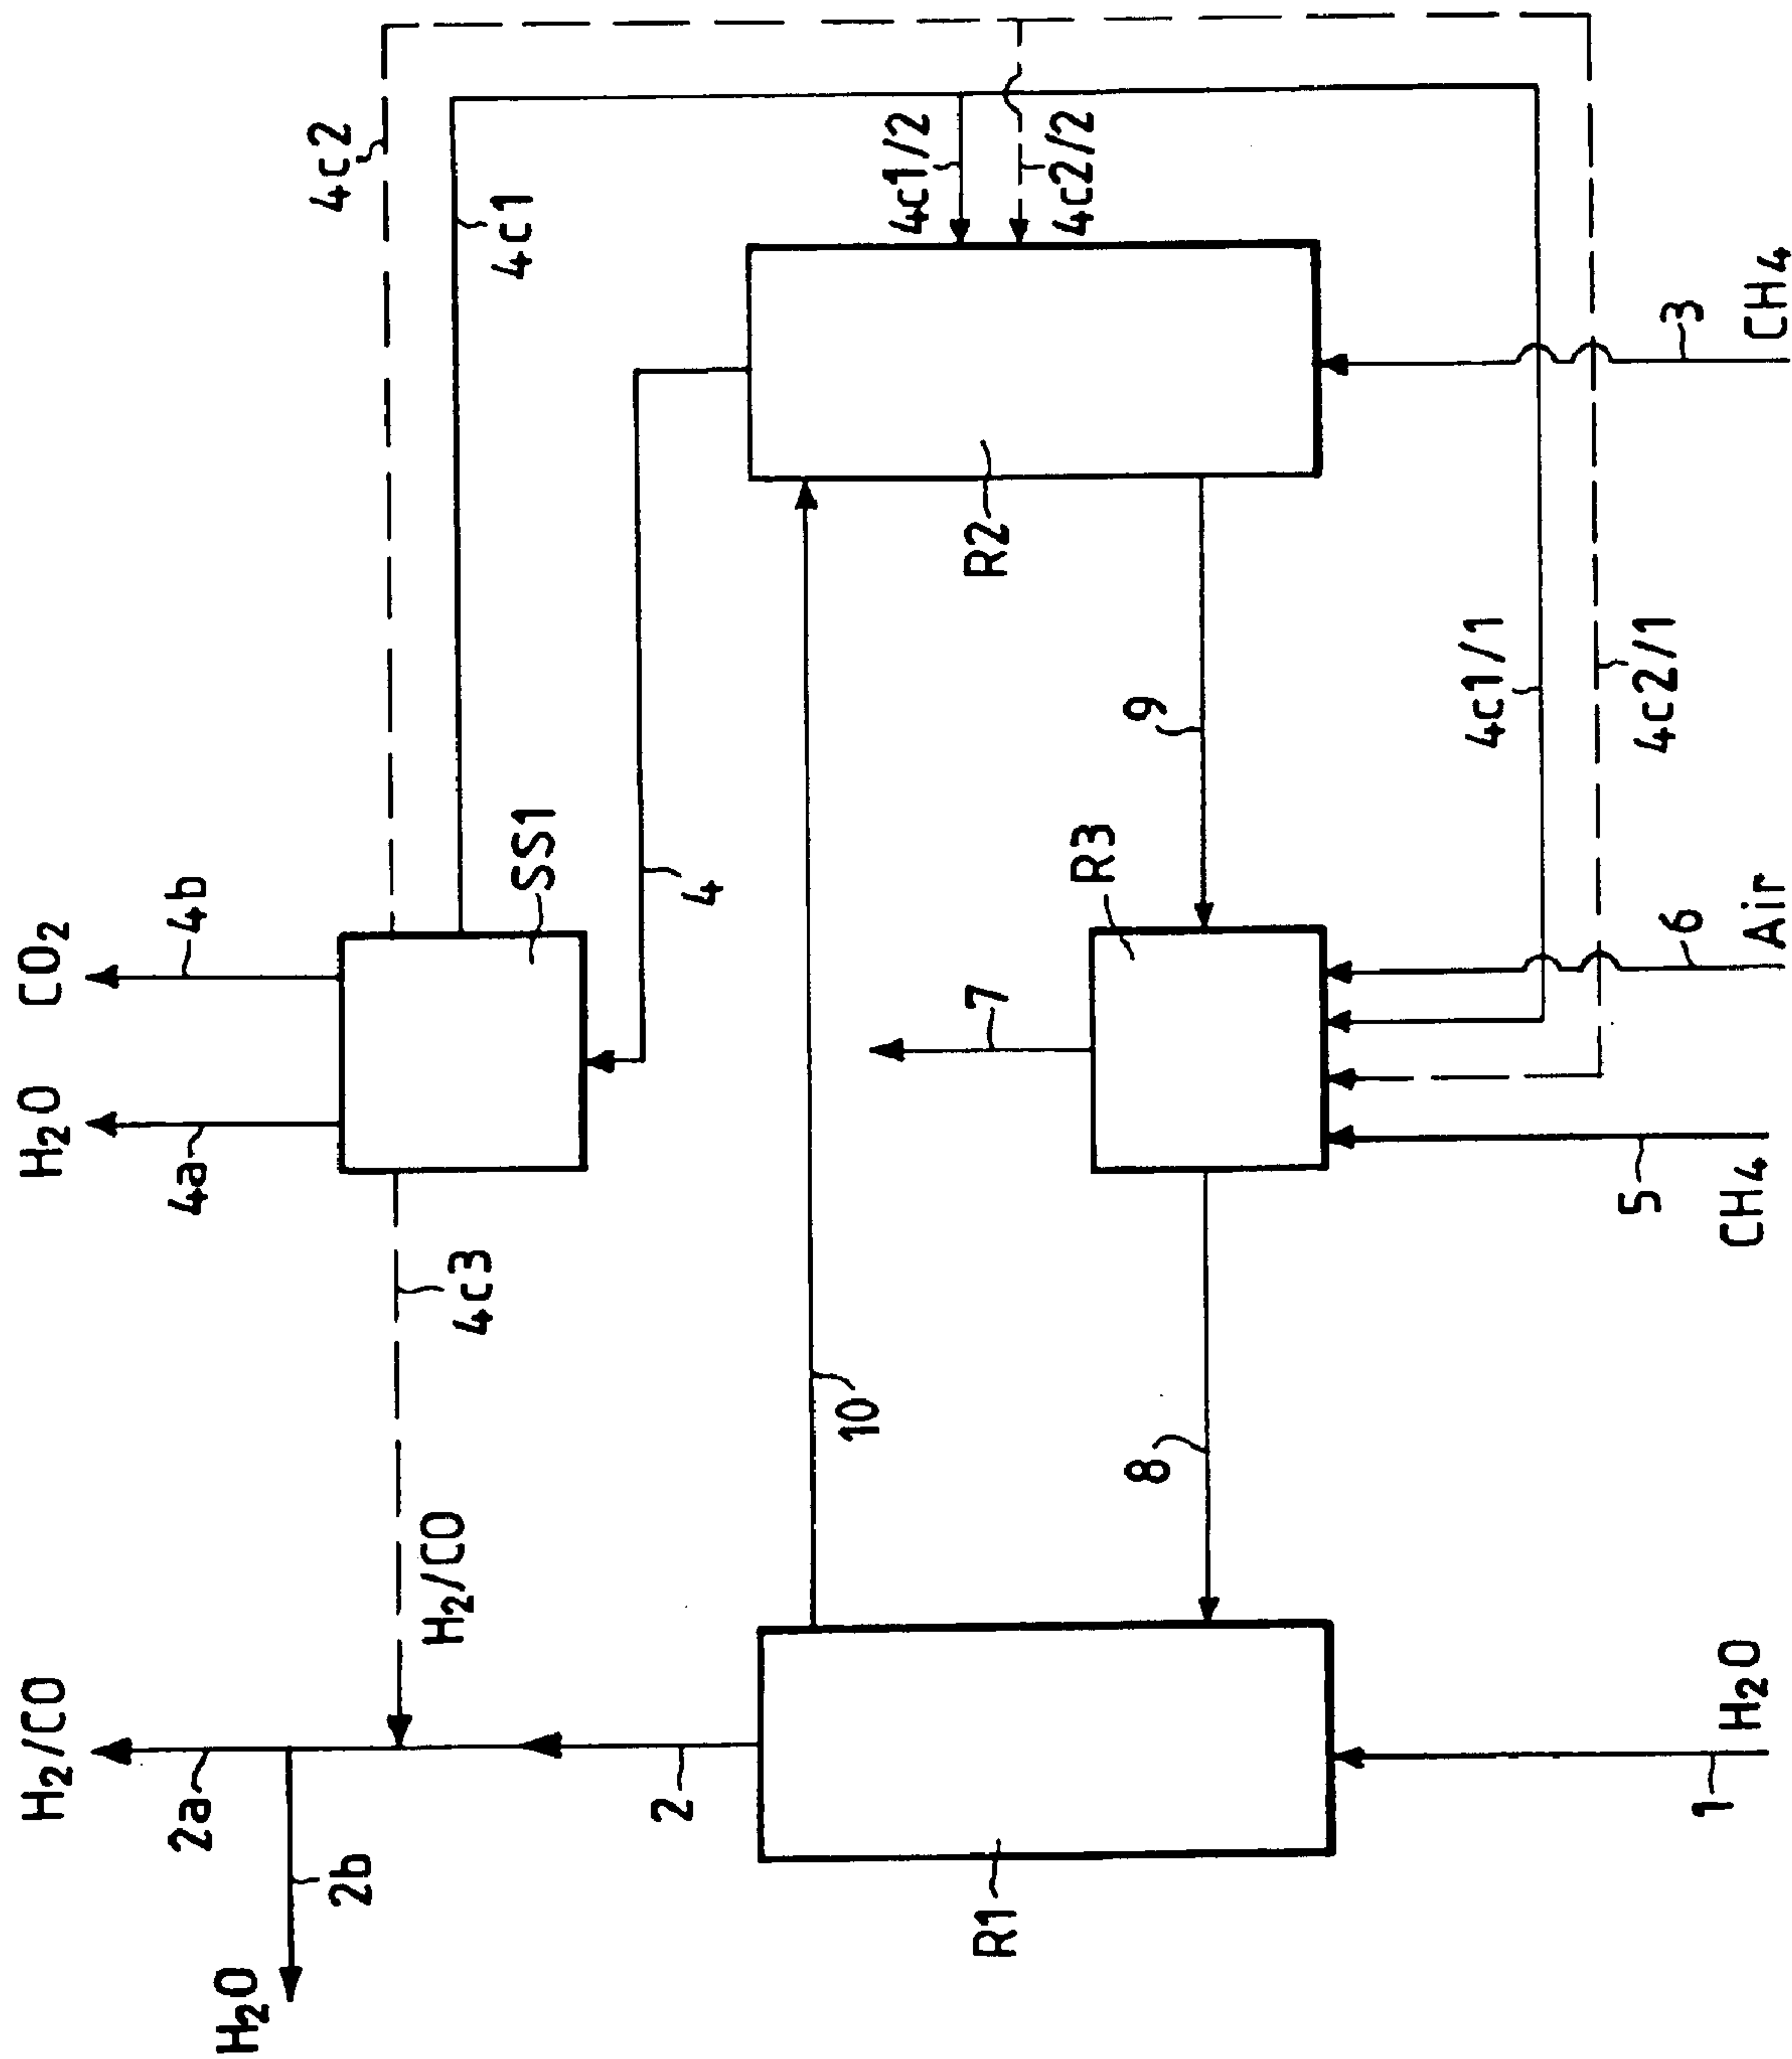 H₂O
2b
H₂/CO
2a
2
R1
1
H₂O
H₂/CO
4c3
10
8
H₂O
4a
CO₂
4b
SS1
4
7
R3
9
5
CH₄
6
Air
4c2
4c1
4c1/2
4c2/2
R2
4c1/1
4c2/1
3
CH₄